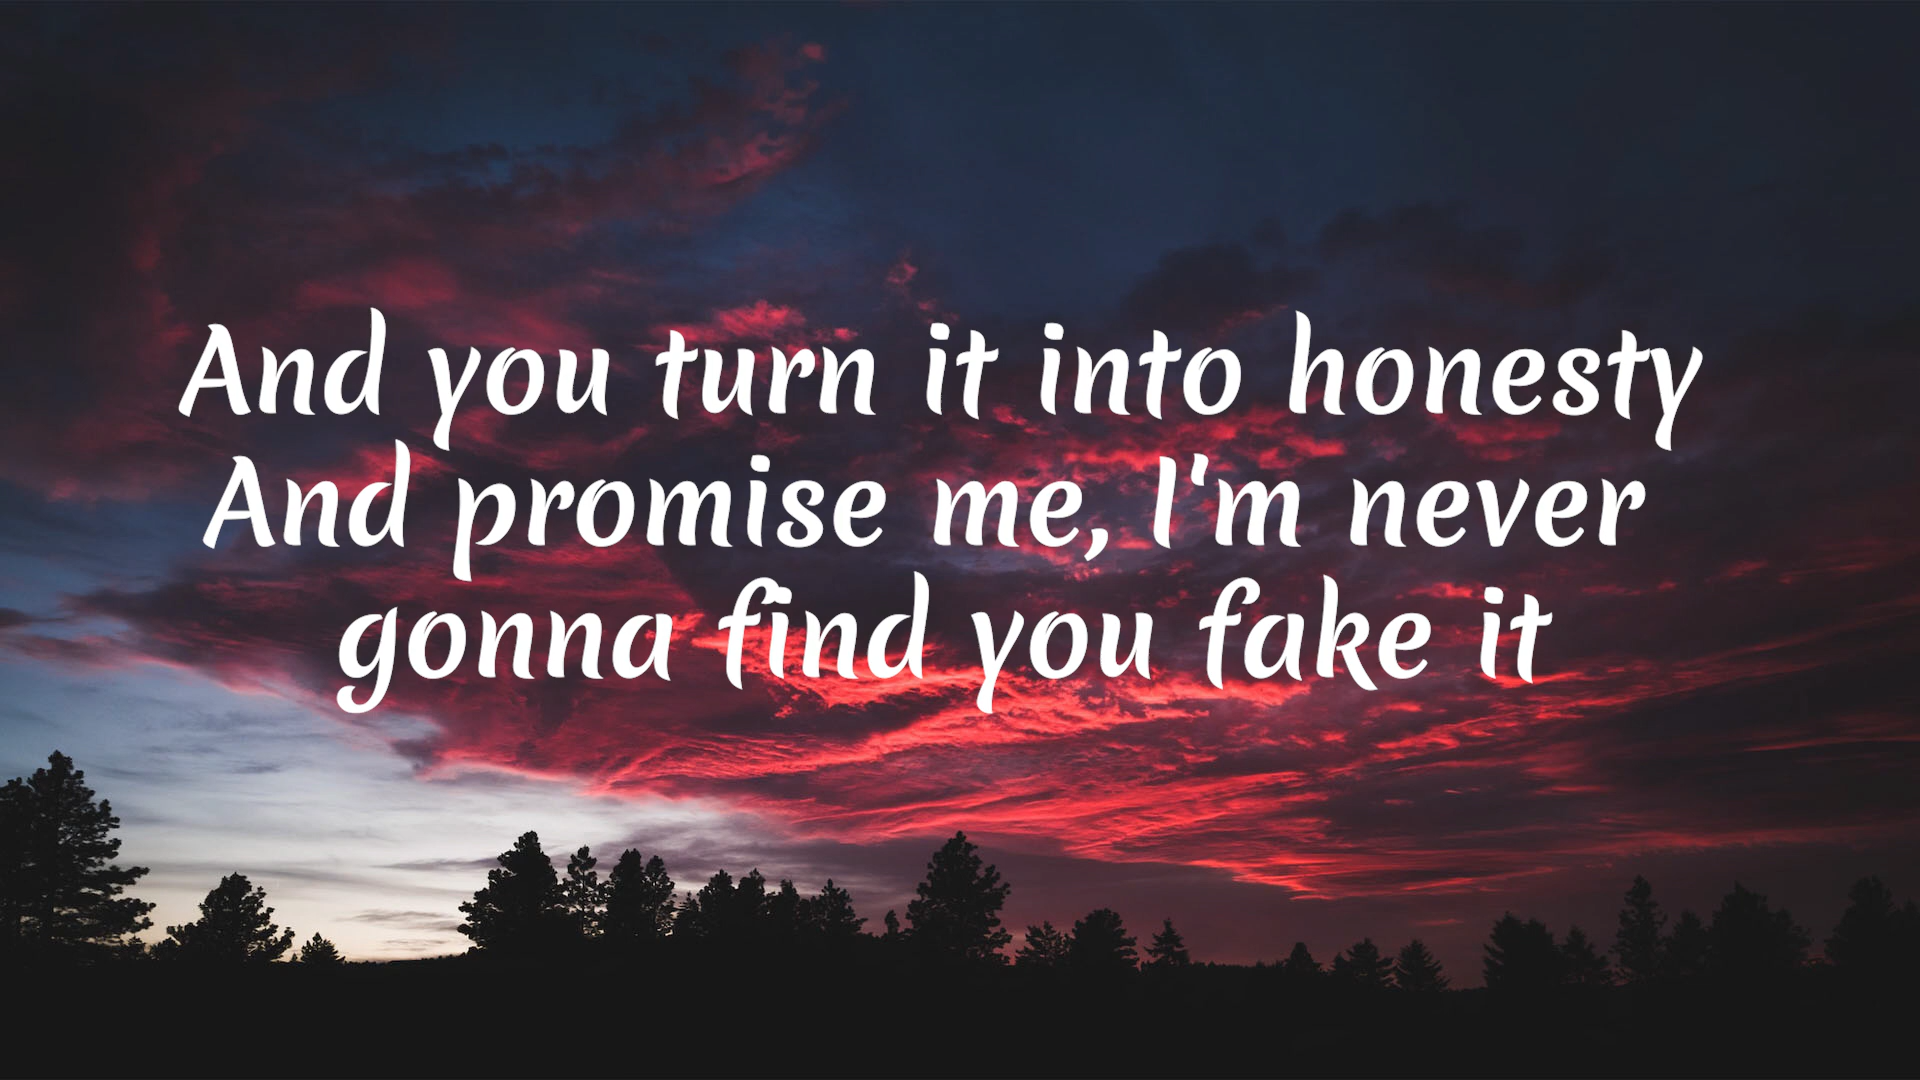 And you turn it into honesty
And promise me, I'm never
gonna find you fake it